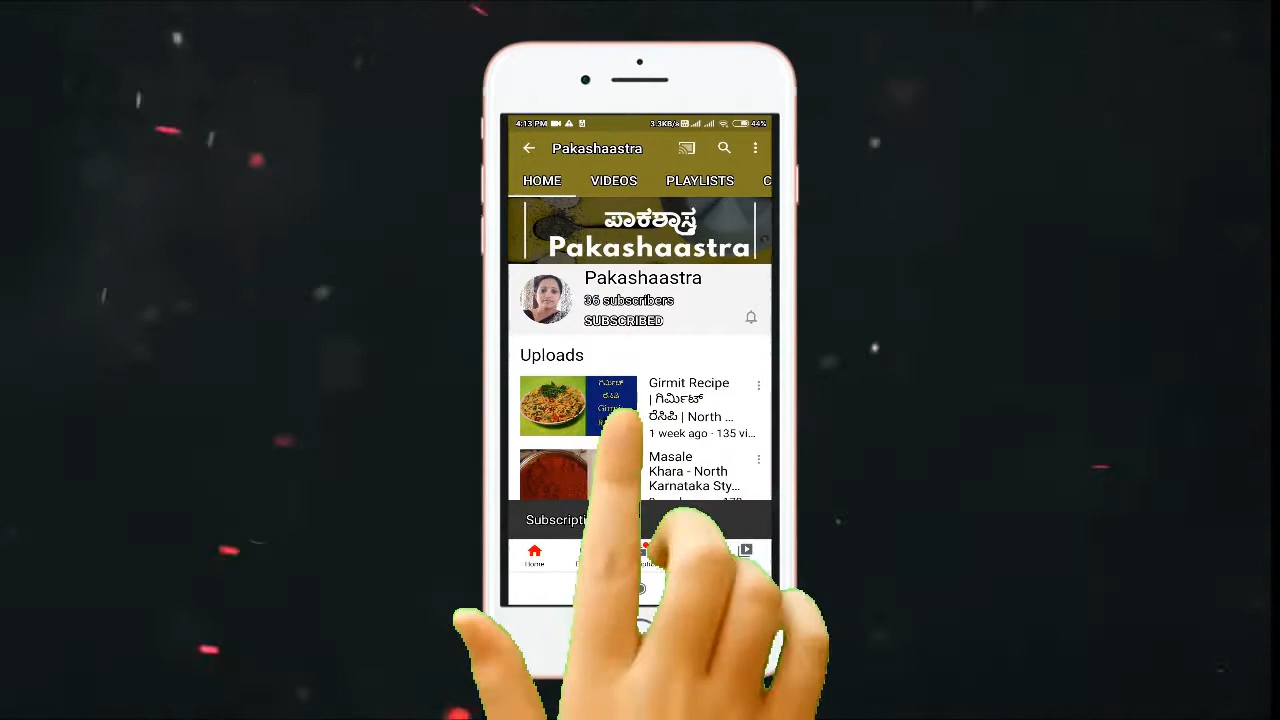 4:13 PM 3.3KB/s 44%
Pakashaastra
HOME VIDEOS PLAYLISTS C
ಪಾಕಶಾಸ್ತ್ರ
Pakashaastra
Pakashaastra
36 subscribers
SUBSCRIBED
Uploads
ಗಿರ್ಮಿಟ್
ರೆಸಿಪಿ
Girmit Recipe
| ಗಿರ್ಮಿಟ್
ರೆಸಿಪಿ | North ...
1 week ago · 135 vi...
Masale
Khara - North
Karnataka Sty...
Subscripti
Home